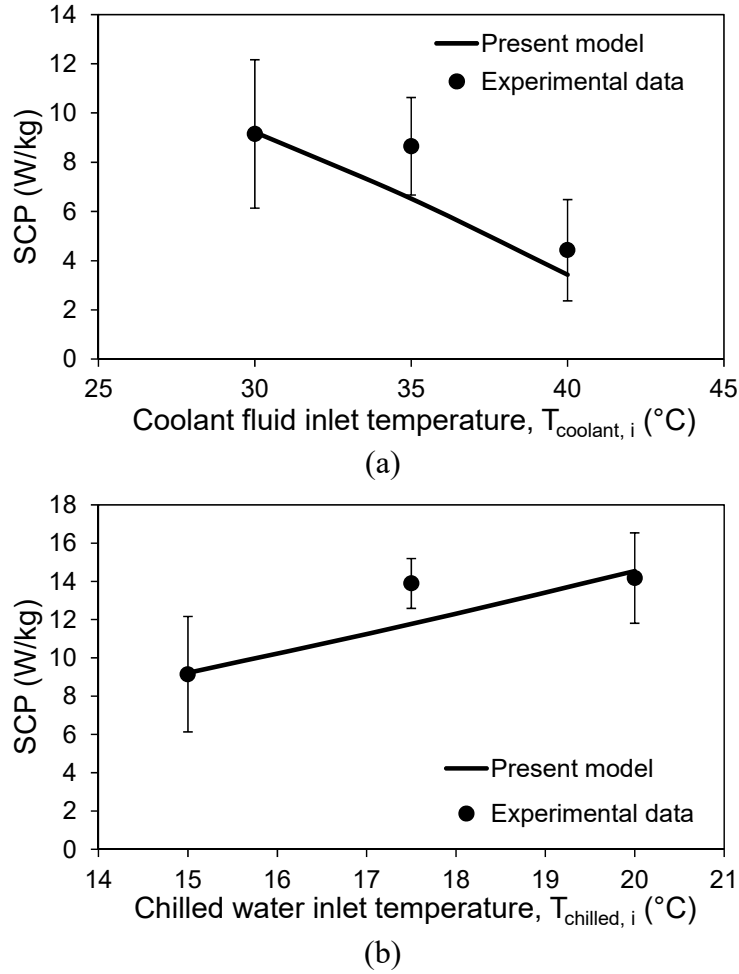 14
12
10
8
6
4
2
0
SCP (W/kg)
Present model
Experimental data
25 30 35 40 45
Coolant fluid inlet temperature, T_coolant, i (°C)
(a)
18
16
14
12
10
8
6
4
2
0
SCP (W/kg)
Present model
Experimental data
14 15 16 17 18 19 20 21
Chilled water inlet temperature, T_chilled, i (°C)
(b)